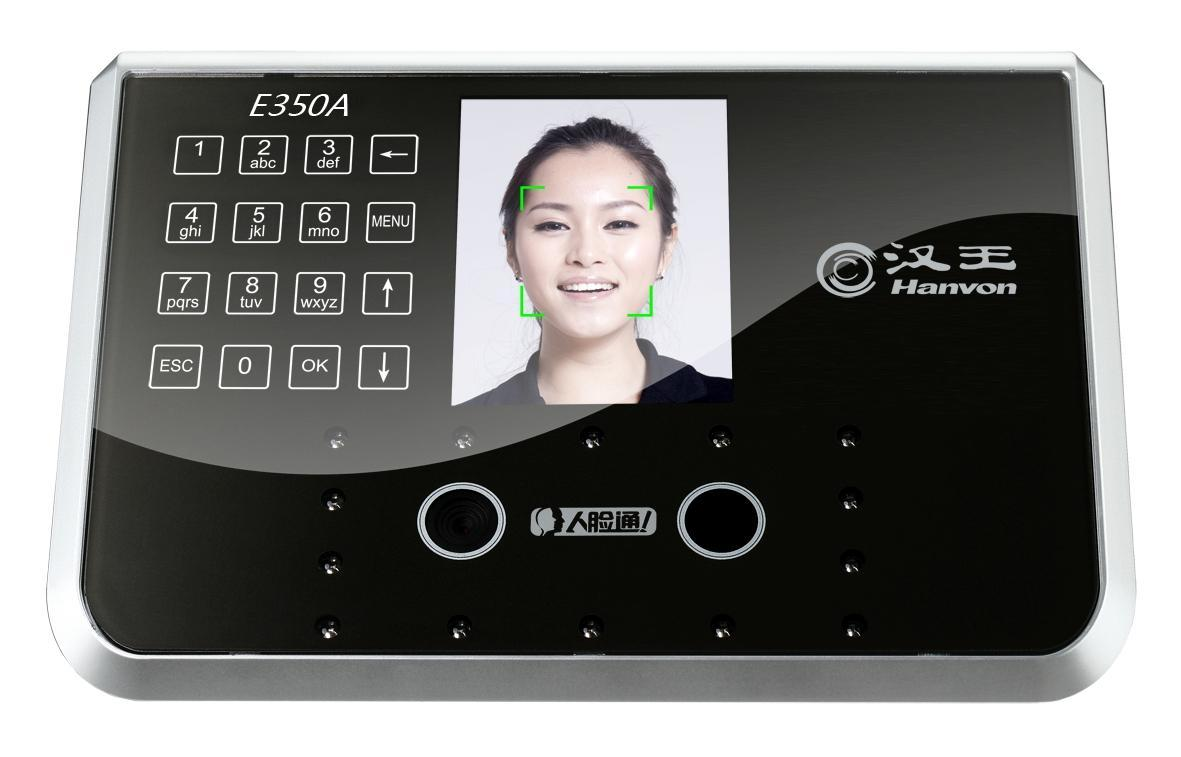 E350A
1
2
abc
3
def
←
4
ghi
5
jkl
6
mno
MENU
7
pqrs
8
tuv
9
wxyz
↑
ESC
0
OK
↓
汉王
Hanvon
人脸通!